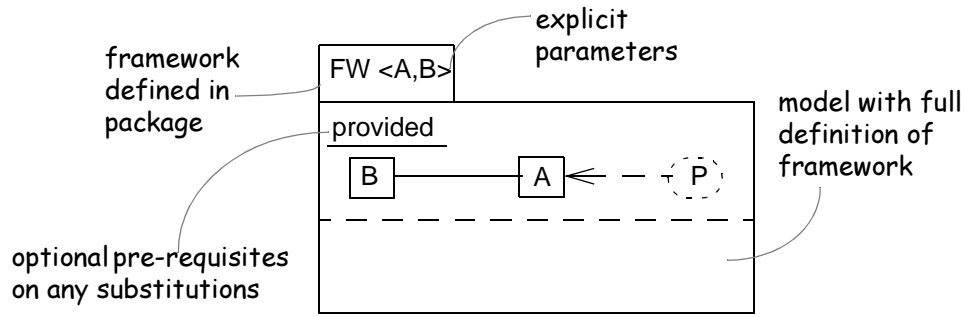 explicit
parameters
framework
defined in
package
FW <A,B>
model with full
definition of
framework
provided
B
A
P
optional pre-requisites
on any substitutions